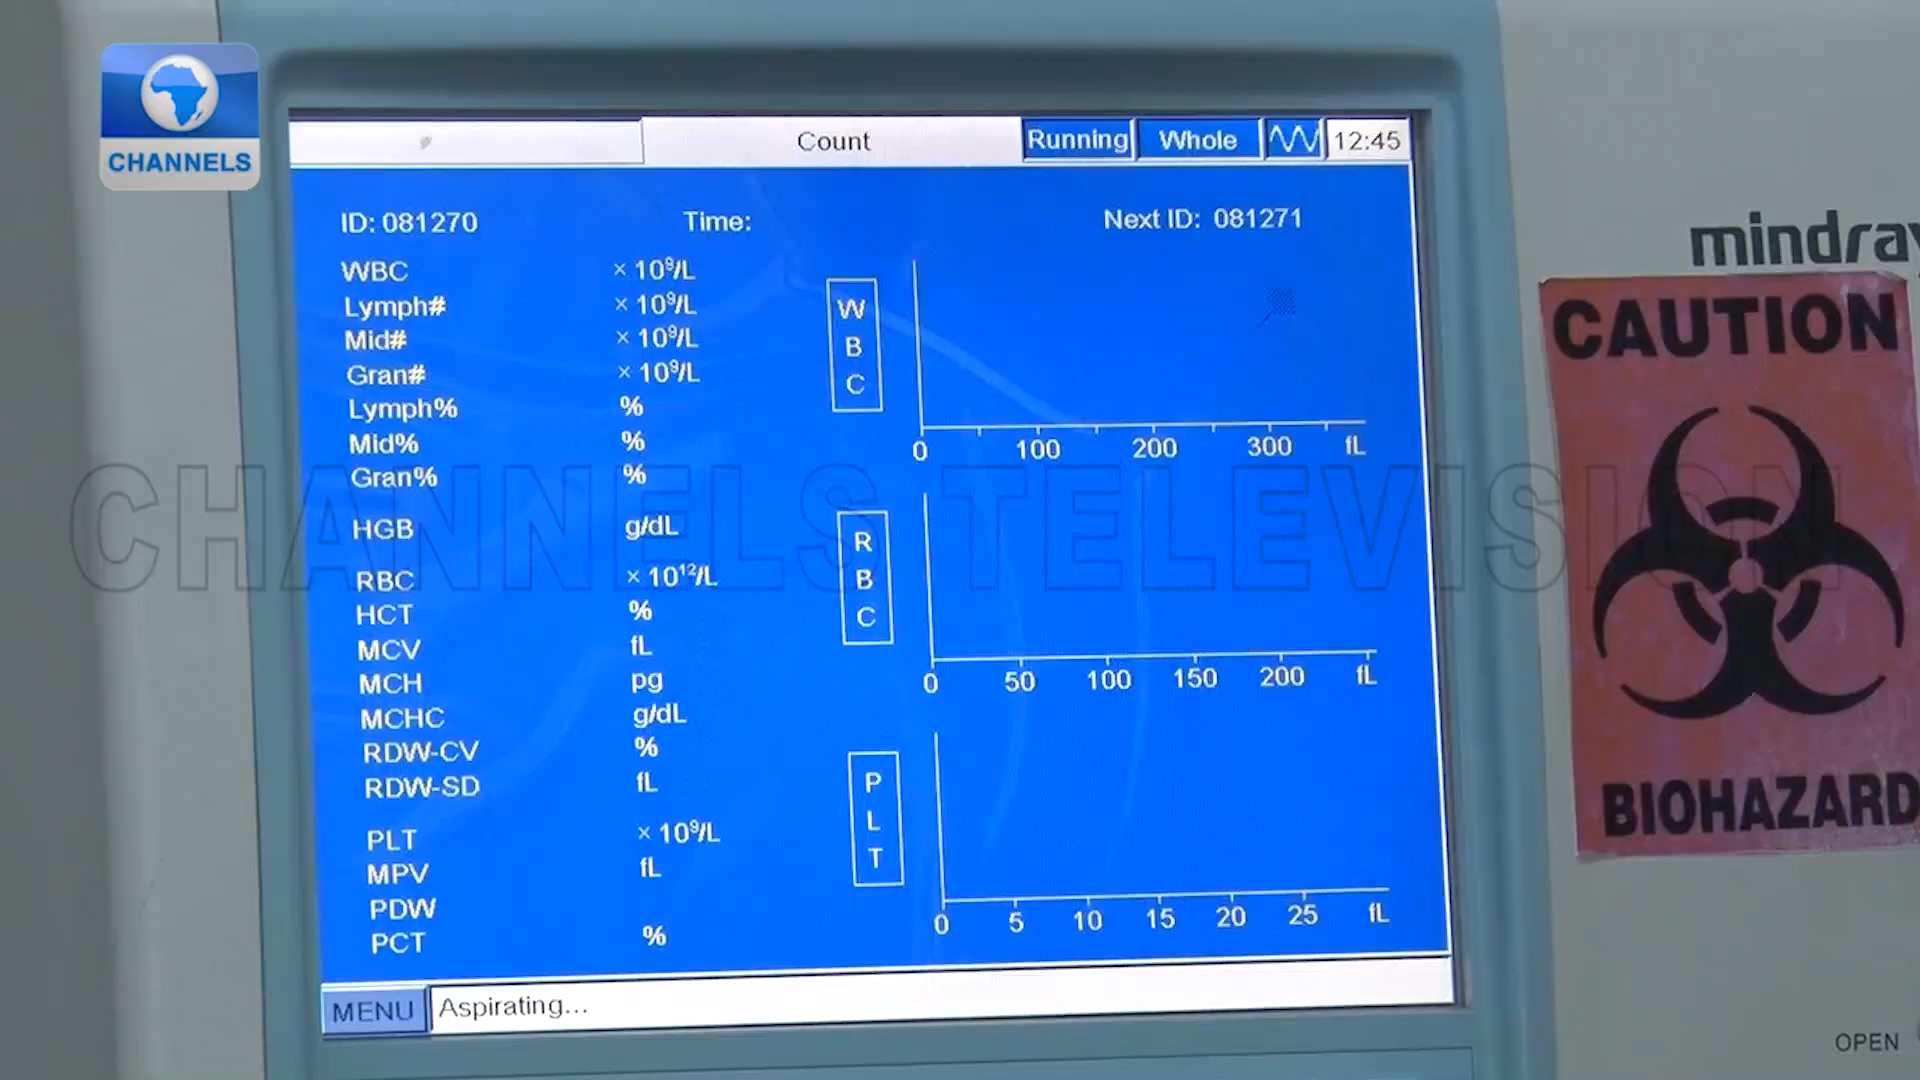 CHANNELS
Count
Running
Whole
12:45
ID: 081270
Time:
Next ID: 081271
WBC × 10⁹/L
Lymph# × 10⁹/L
Mid# × 10⁹/L
Gran# × 10⁹/L
Lymph% %
Mid% %
Gran% %
HGB g/dL
RBC × 10¹²/L
HCT %
MCV fL
MCH pg
MCHC g/dL
RDW-CV %
RDW-SD fL
PLT × 10⁹/L
MPV fL
PDW
PCT %
WBC
0 100 200 300 fL
RBC
0 50 100 150 200 fL
PLT
0 5 10 15 20 25 fL
MENU
Aspirating...
CHANNELS TELEVISION
mindray
CAUTION
BIOHAZARD
OPEN